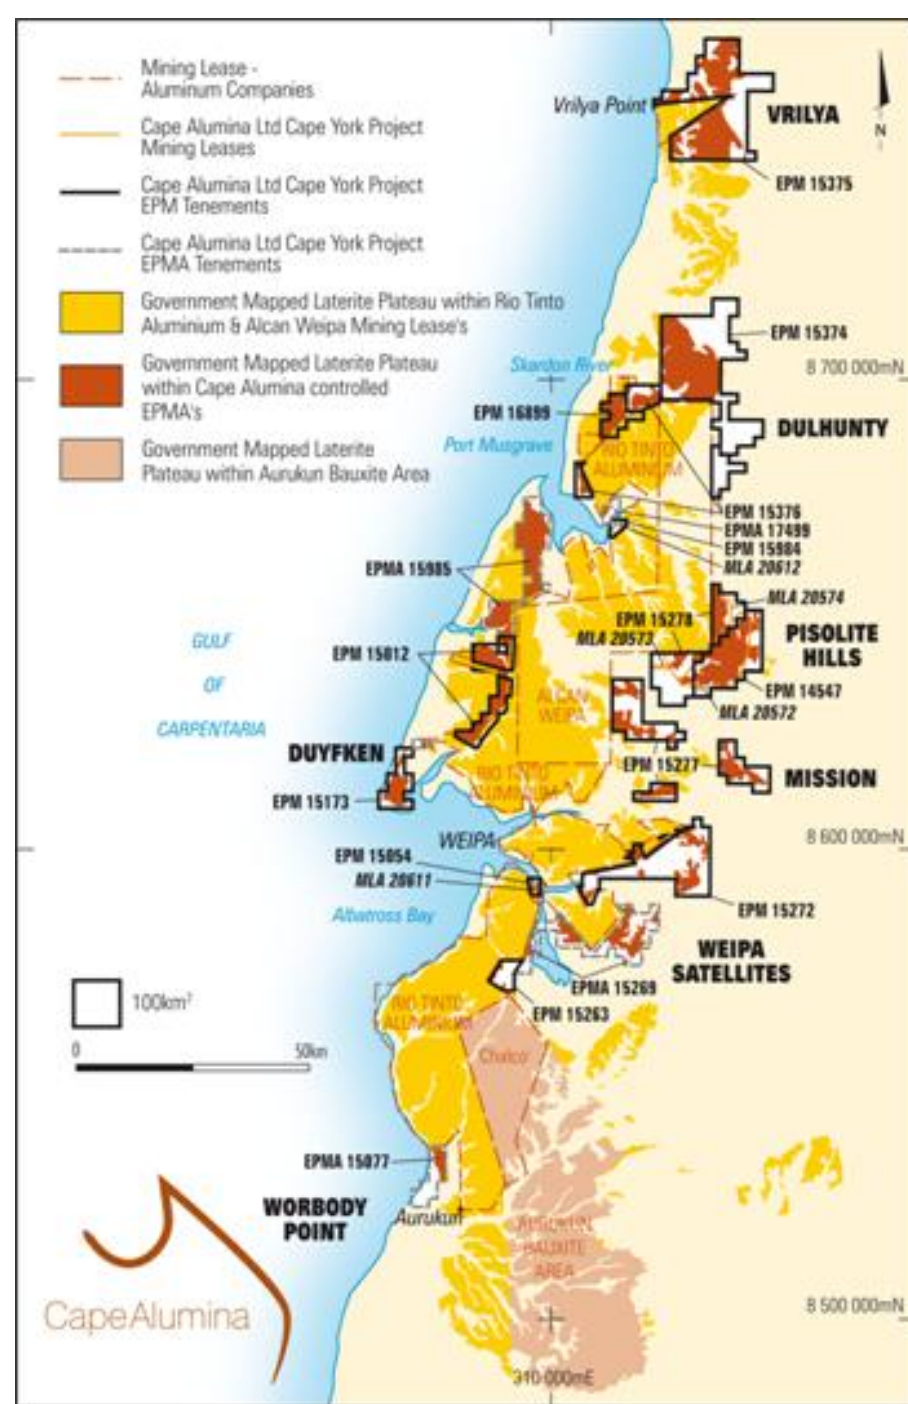 Mining Lease -
Aluminum Companies
Cape Alumina Ltd Cape York Project
Mining Leases
Cape Alumina Ltd Cape York Project
EPM Tenements
Cape Alumina Ltd Cape York Project
EPMA Tenements
Government Mapped Laterite Plateau within Rio Tinto
Aluminium & Alcan Weipa Mining Lease's
Government Mapped Laterite Plateau
within Cape Alumina controlled
EPMA's
Government Mapped Laterite
Plateau within Aurukun Bauxite Area
N
Vrilya Point
VRILYA
EPM 15375
EPM 15374
Skardon River
8 700 000mN
EPM 16899
DULHUNTY
Port Musgrave
RIO TINTO
ALUMINIUM
EPM 15376
EPMA 17499
EPM 15984
MLA 20612
EPMA 15985
MLA 20574
EPM 15278
MLA 20573
PISOLITE
HILLS
GULF
OF
CARPENTARIA
EPM 15012
EPM 14547
MLA 20572
ALCAN
WEIPA
DUYFKEN
EPM 15277
MISSION
RIO TINTO
ALUMINIUM
EPM 15173
WEIPA
8 600 000mN
EPM 15054
MLA 20611
Albatross Bay
EPM 15272
WEIPA
SATELLITES
EPMA 15269
EPM 15263
100km²
RIO TINTO
ALUMINIUM
0
50km
Chalco
EPMA 15077
WORBODY
POINT
Aurukun
AURUKUN
BAUXITE
AREA
CapeAlumina
8 500 000mN
310 000mE